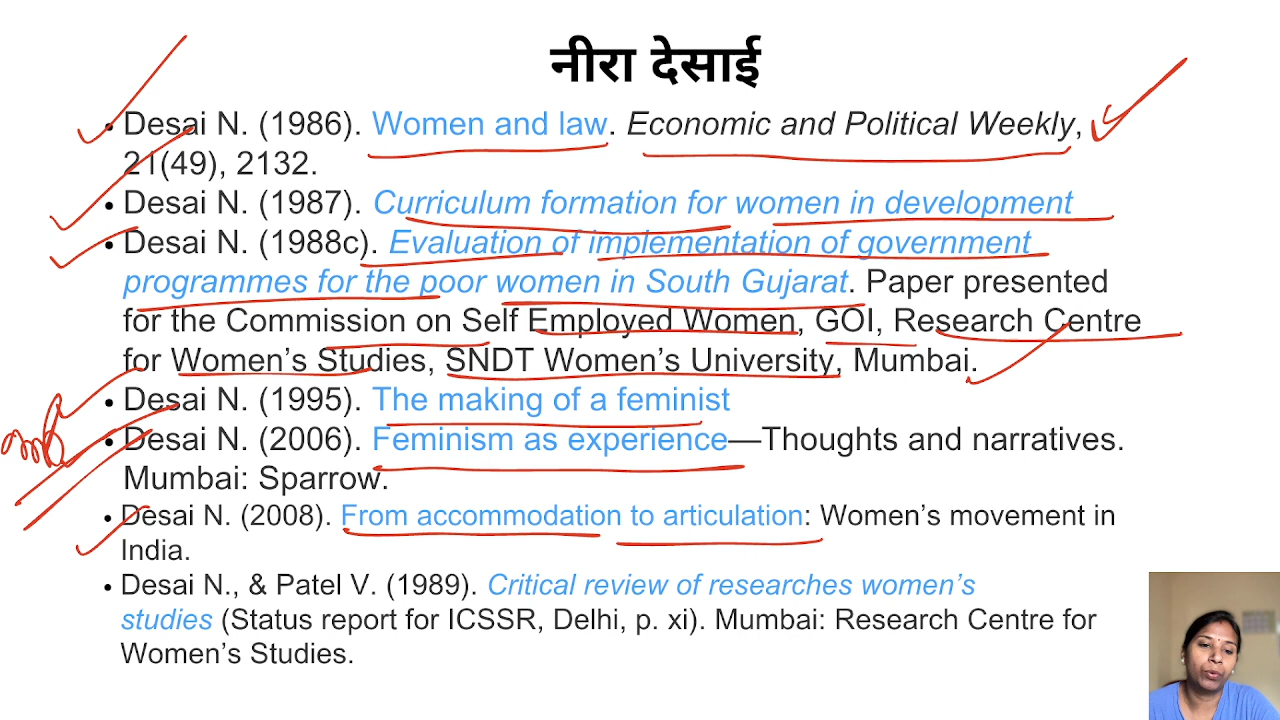 नीरा देसाई
• Desai N. (1986). Women and law. Economic and Political Weekly,
21(49), 2132.
• Desai N. (1987). Curriculum formation for women in development
• Desai N. (1988c). Evaluation of implementation of government
programmes for the poor women in South Gujarat. Paper presented
for the Commission on Self Employed Women, GOI, Research Centre
for Women’s Studies, SNDT Women’s University, Mumbai.
• Desai N. (1995). The making of a feminist
• Desai N. (2006). Feminism as experience—Thoughts and narratives.
Mumbai: Sparrow.
• Desai N. (2008). From accommodation to articulation: Women’s movement in
India.
• Desai N., & Patel V. (1989). Critical review of researches women’s
studies (Status report for ICSSR, Delhi, p. xi). Mumbai: Research Centre for
Women’s Studies.